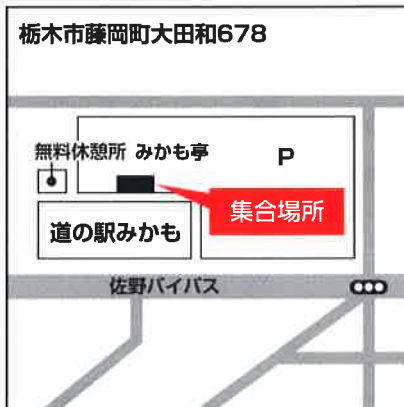 栃木市藤岡町大田和678
無料休憩所 みかも亭
P
集合場所
道の駅みかも
佐野バイパス